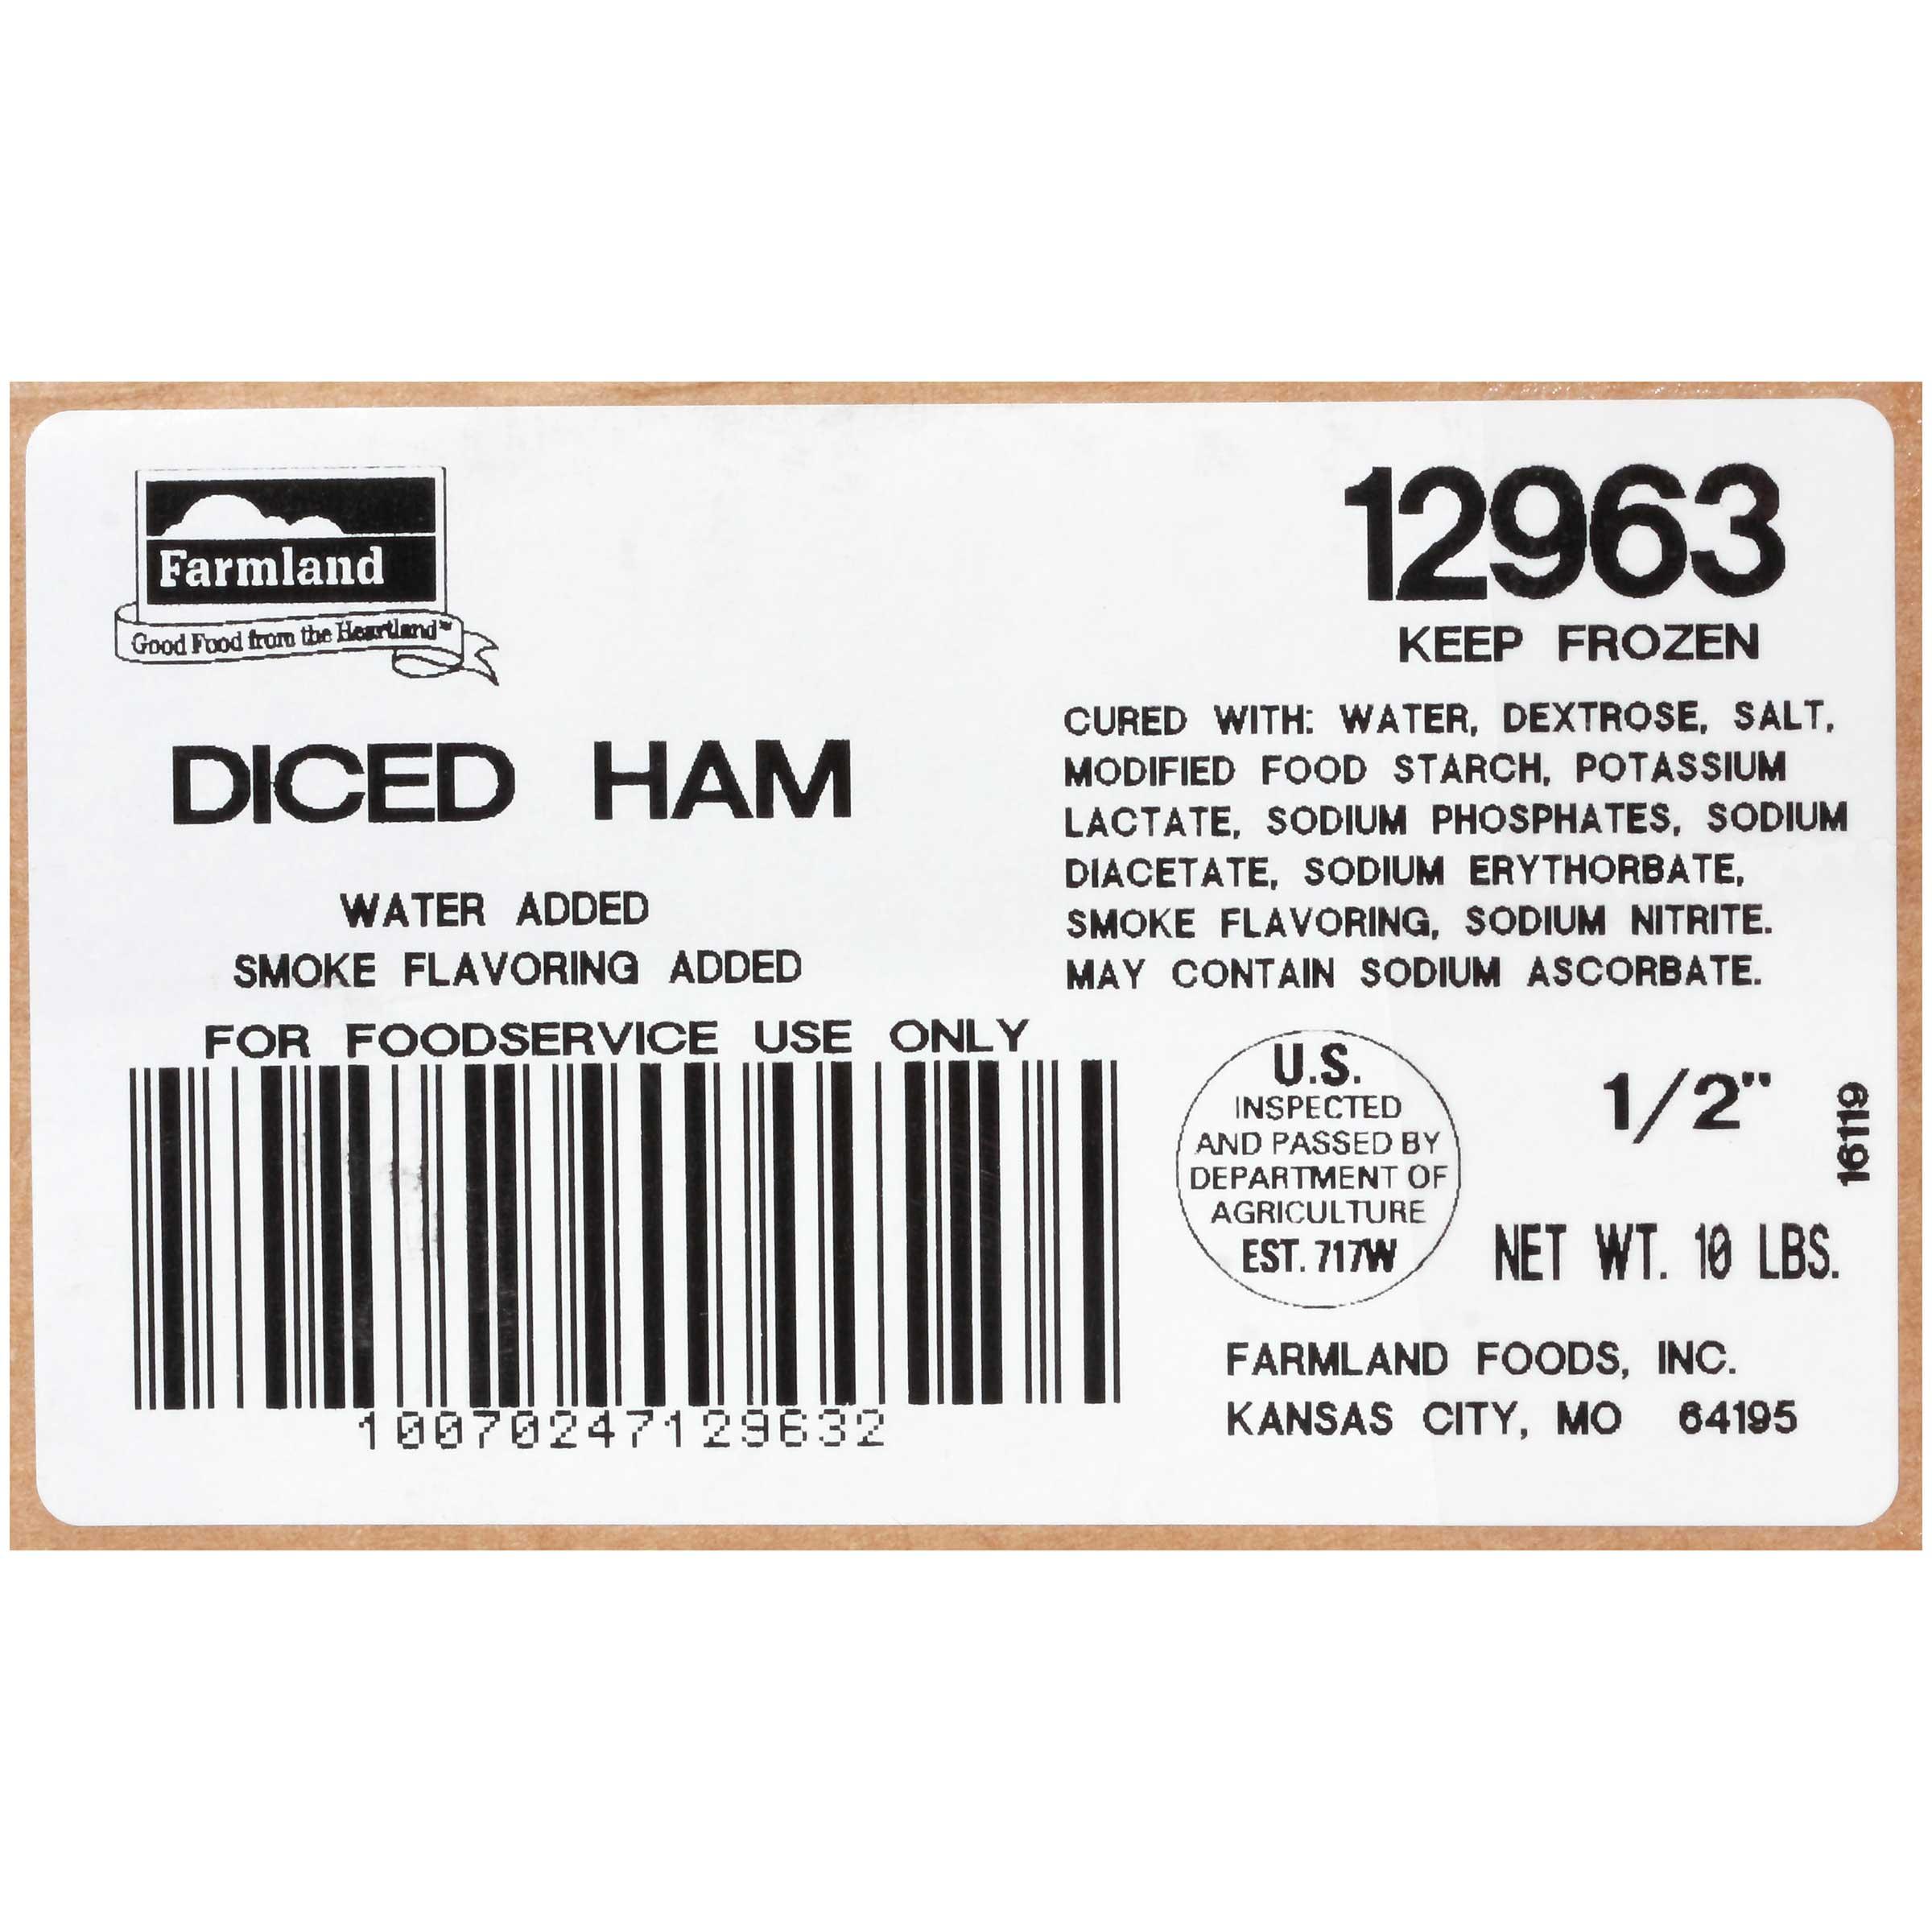 Farmland
Good Food from the Heartland™
12963
KEEP FROZEN
DICED HAM
WATER ADDED
SMOKE FLAVORING ADDED
FOR FOODSERVICE USE ONLY
10070247129632
CURED WITH: WATER, DEXTROSE, SALT,
MODIFIED FOOD STARCH, POTASSIUM
LACTATE, SODIUM PHOSPHATES, SODIUM
DIACETATE, SODIUM ERYTHORBATE,
SMOKE FLAVORING, SODIUM NITRITE.
MAY CONTAIN SODIUM ASCORBATE.
U.S.
INSPECTED
AND PASSED BY
DEPARTMENT OF
AGRICULTURE
EST. 717W
1/2"
16119
NET WT. 10 LBS.
FARMLAND FOODS, INC.
KANSAS CITY, MO 64195